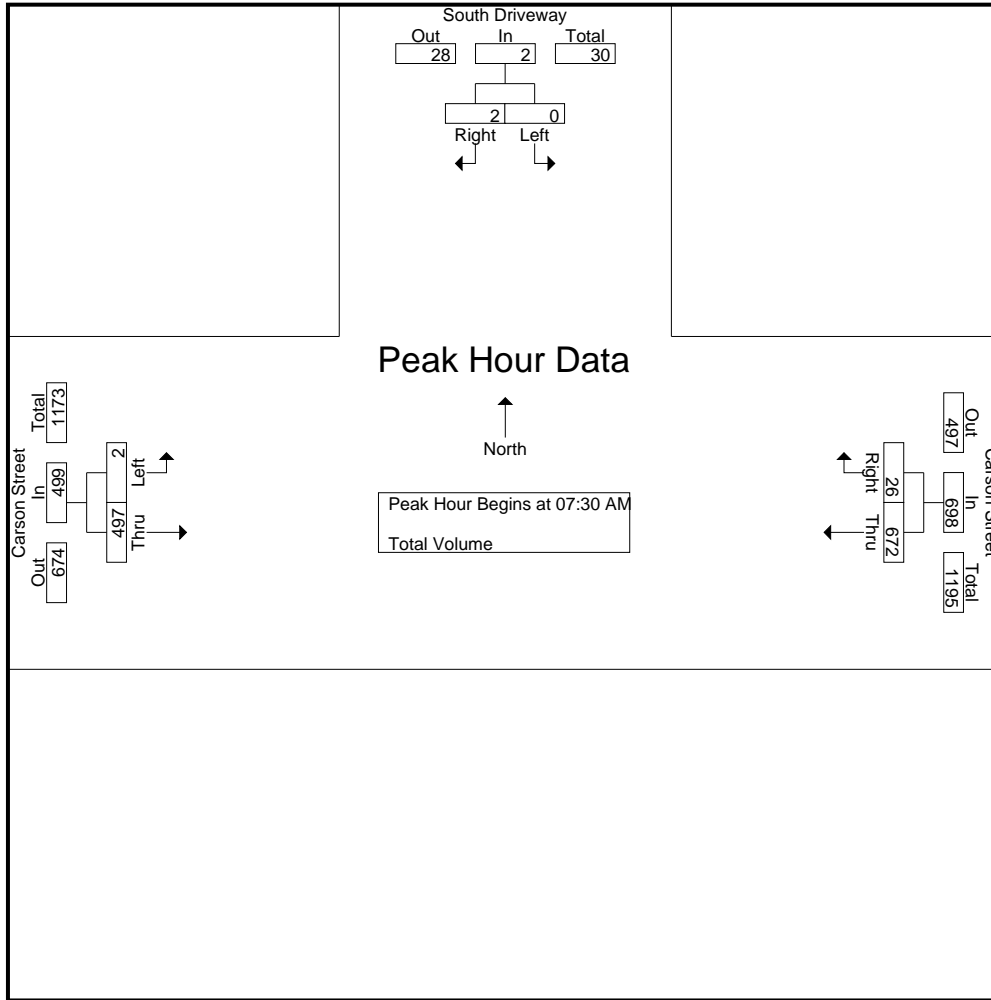 South Driveway
Out In Total
28 2 30
2 0
Right Left
Peak Hour Data
North
Peak Hour Begins at 07:30 AM
Total Volume
Carson Street
Out In Total
674 499 1173
497 2
Thru Left
Carson Street
Out In Total
497 698 1195
26 672
Right Thru